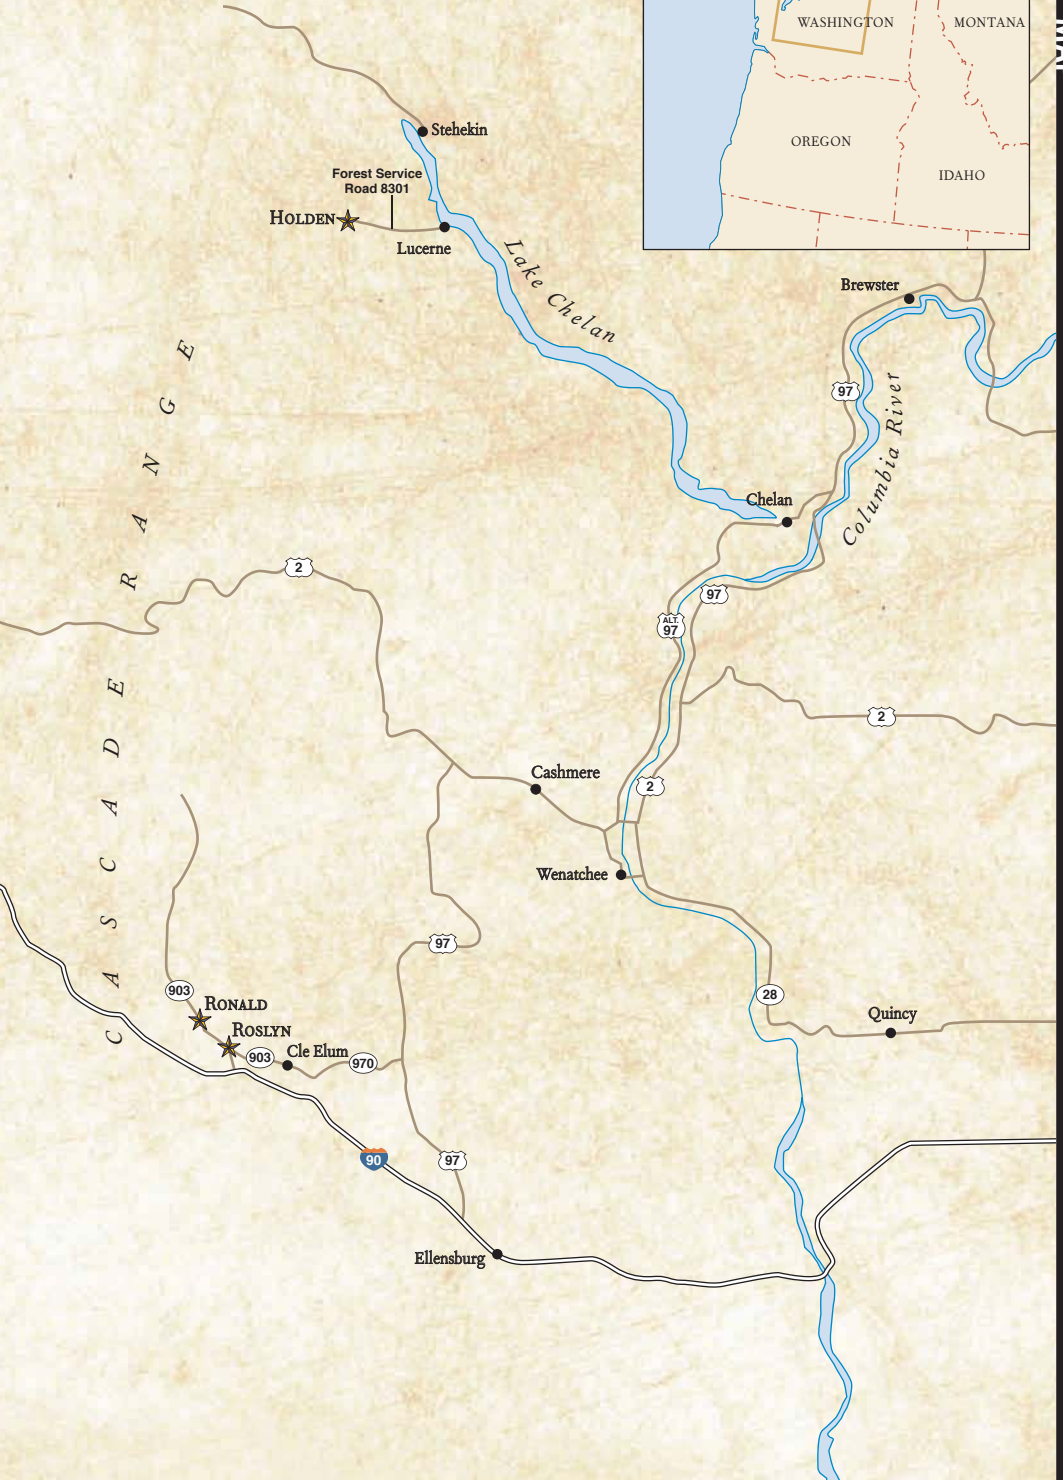 WASHINGTON
MONTANA
OREGON
IDAHO
Stehekin
Forest Service
Road 8301
HOLDEN
Lucerne
Lake Chelan
Brewster
97
Columbia River
Chelan
CASCADE RANGE
2
97
ALT.
97
2
Cashmere
2
Wenatchee
97
903
28
RONALD
Quincy
ROSLYN
903
Cle Elum
970
90
97
Ellensburg